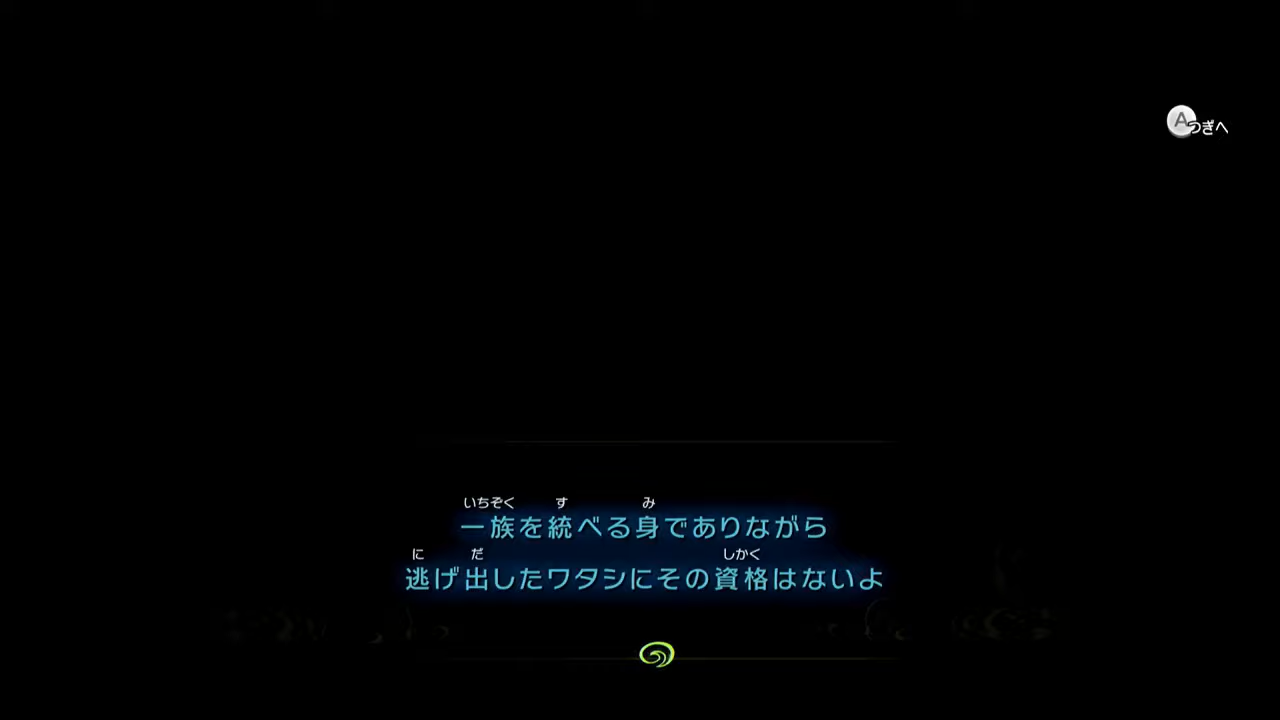 Aつぎへ
いちぞく す み
一族を統べる身でありながら
に だ しかく
逃げ出したワタシにその資格はないよ